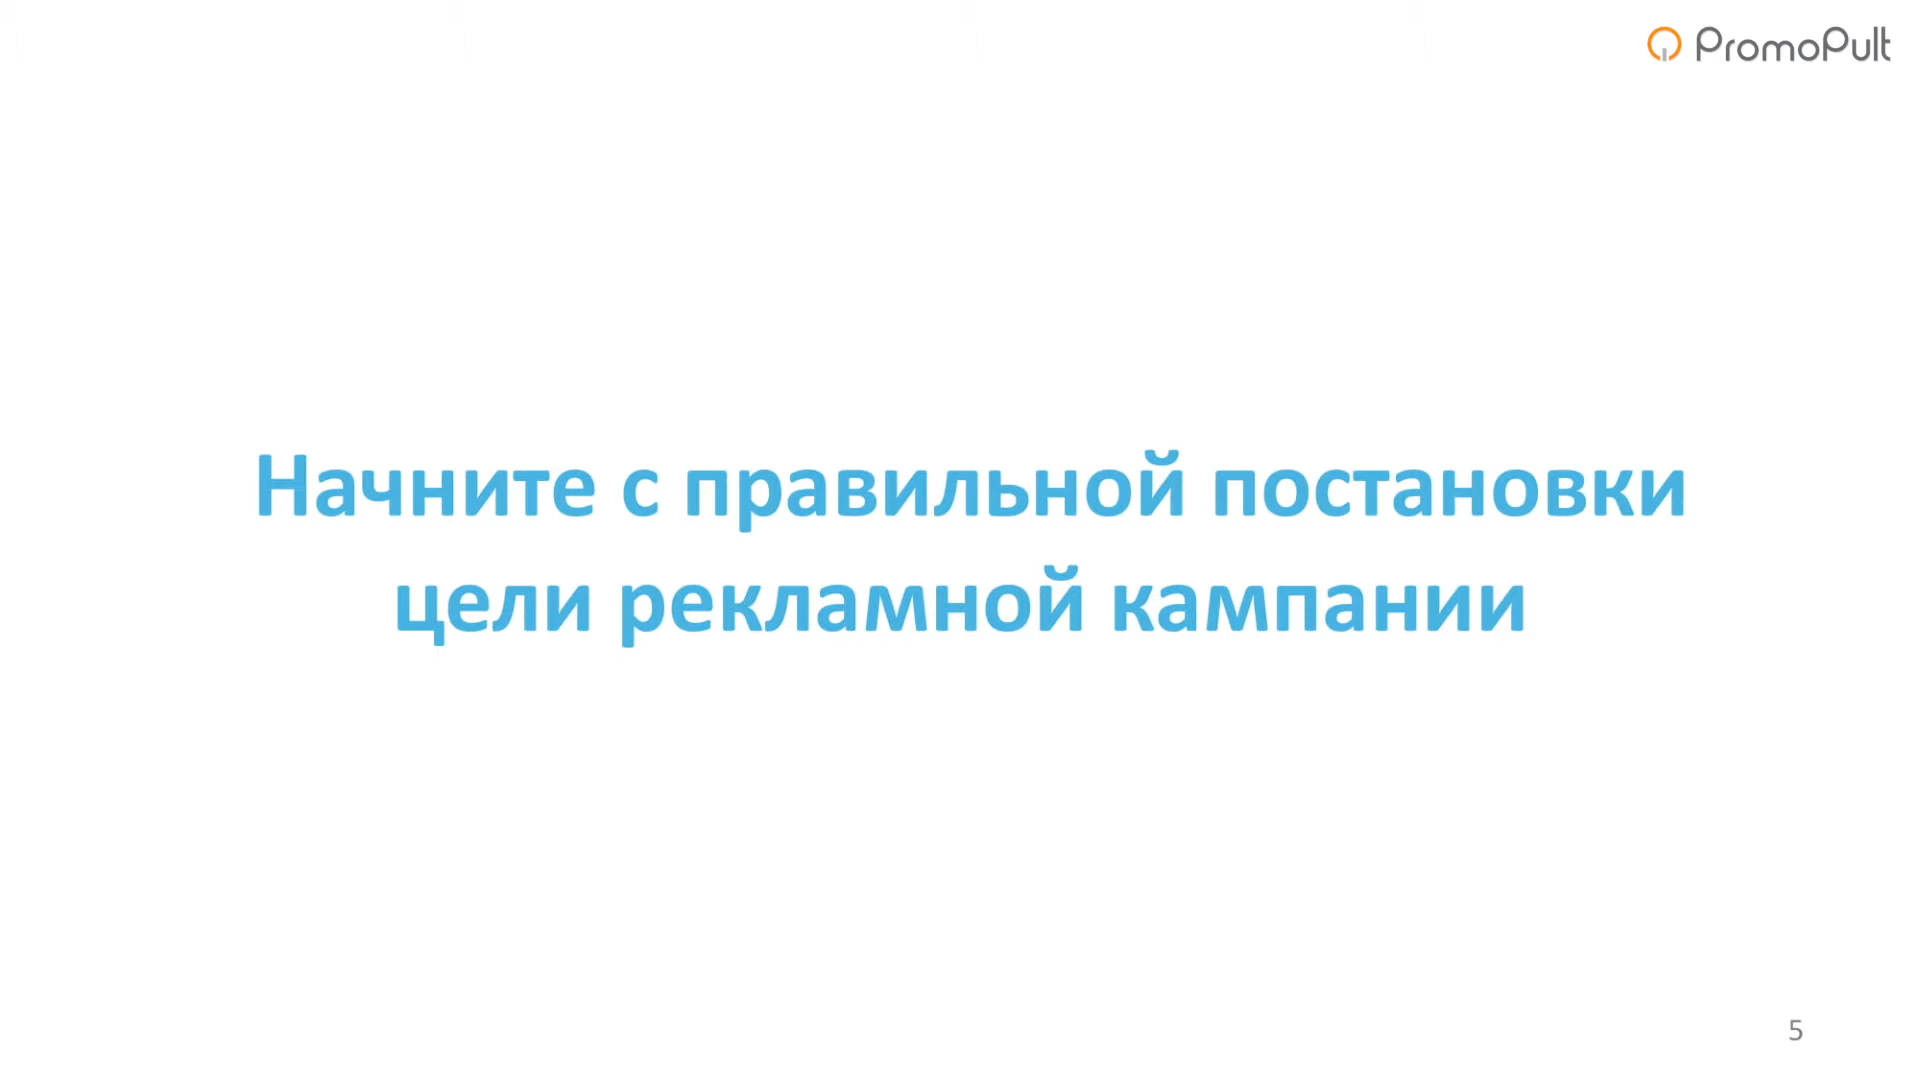 PromoPult
Начните с правильной постановки
цели рекламной кампании
5